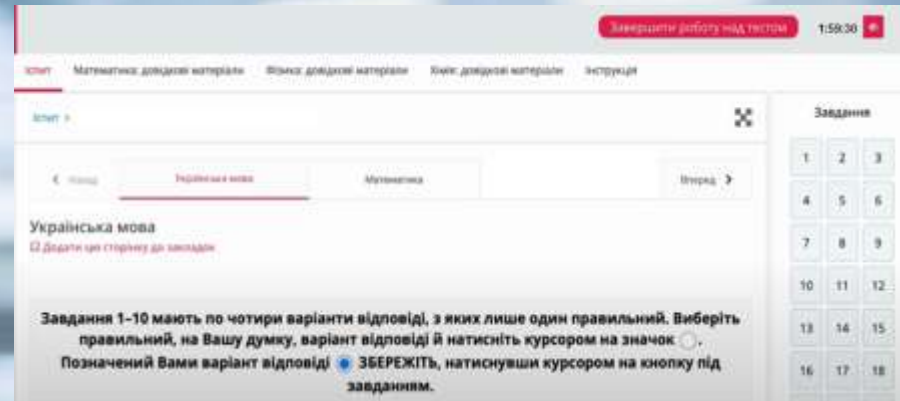 Завершити роботу над тестом 1:59:30
Іспит Математика: довідкові матеріали Фізика: довідкові матеріали Хімія: довідкові матеріали Інструкція
Іспит
Завдання
1 2 3
Назад Українська мова Математика Вперед
4 5 6
Українська мова
Додати цю сторінку до закладок
7 8 9
10 11 12
Завдання 1–10 мають по чотири варіанти відповіді, з яких лише один правильний. Виберіть
правильний, на Вашу думку, варіант відповіді й натисніть курсором на значок .
13 14 15
Позначений Вами варіант відповіді ЗБЕРЕЖІТЬ, натиснувши курсором на кнопку під
завданням.
16 17 18